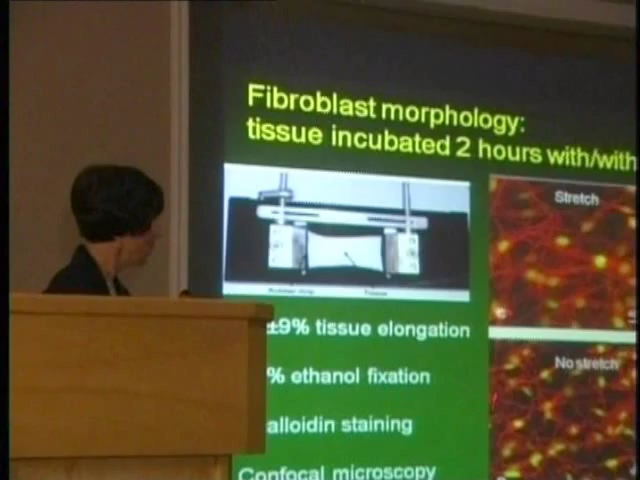 Fibroblast morphology:
tissue incubated 2 hours with/with
Stretch
Tissue
±9% tissue elongation
No stretch
% ethanol fixation
alloidin staining
Confocal microscopy